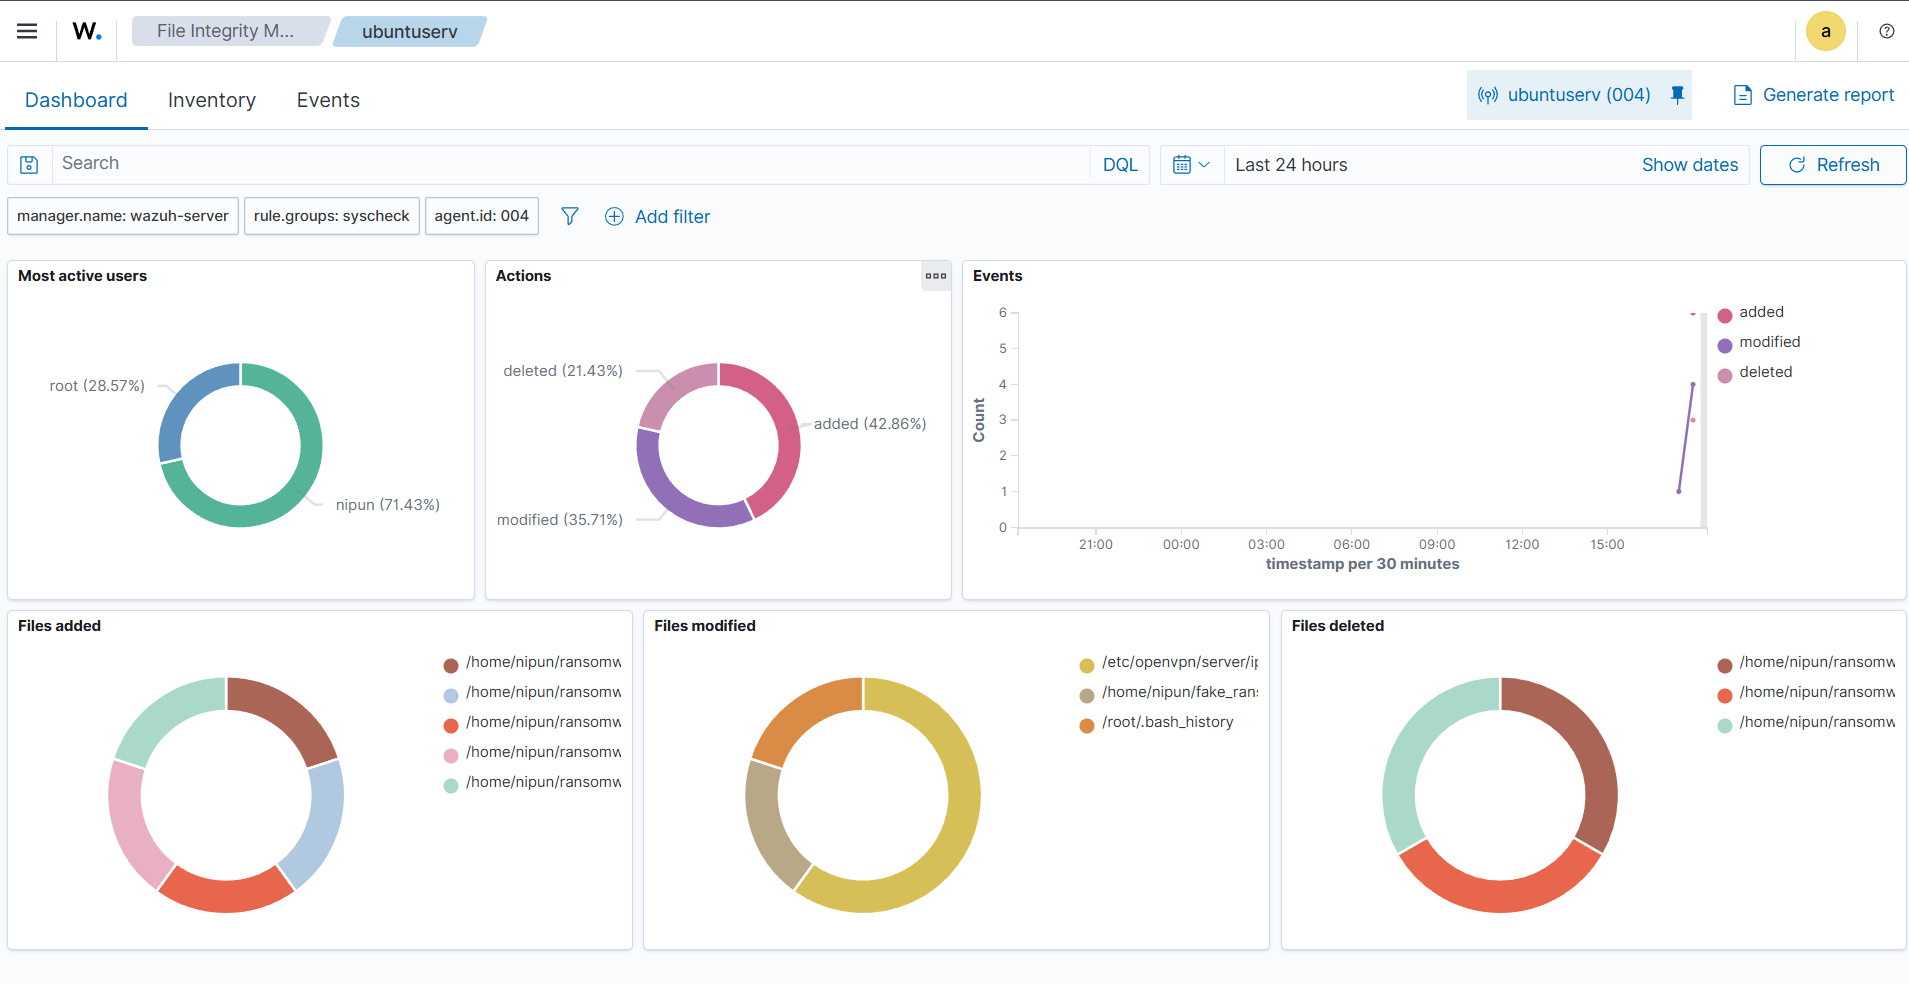 W.
File Integrity M...
ubuntuserv
a
Dashboard
Inventory
Events
ubuntuserv (004)
Generate report
Search
DQL
Last 24 hours
Show dates
Refresh
manager.name: wazuh-server
rule.groups: syscheck
agent.id: 004
Add filter
Most active users
root (28.57%)
nipun (71.43%)
Actions
deleted (21.43%)
added (42.86%)
modified (35.71%)
Events
Count
6
5
4
3
2
1
0
21:00
00:00
03:00
06:00
09:00
12:00
15:00
timestamp per 30 minutes
added
modified
deleted
Files added
/home/nipun/ransomw
/home/nipun/ransomw
/home/nipun/ransomw
/home/nipun/ransomw
/home/nipun/ransomw
Files modified
/etc/openvpn/server/ip
/home/nipun/fake_rans
/root/.bash_history
Files deleted
/home/nipun/ransomw
/home/nipun/ransomw
/home/nipun/ransomw